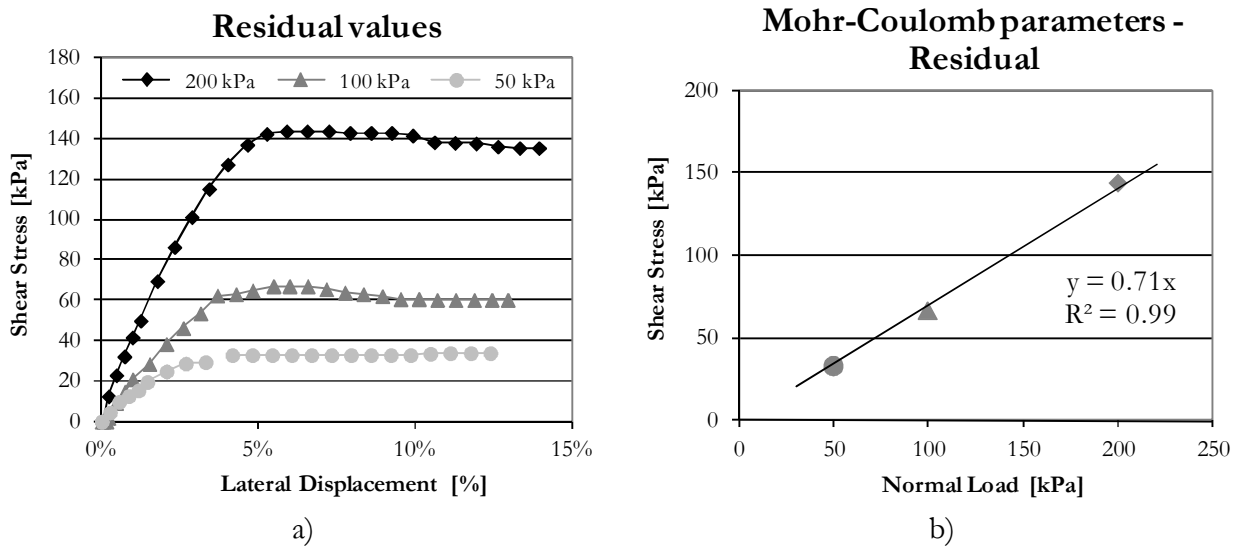 Residual values
180
160
140
120
100
80
60
40
20
0
200 kPa 100 kPa 50 kPa
Shear Stress [kPa]
0% 5% 10% 15%
Lateral Displacement [%]
a)
Mohr-Coulomb parameters -
Residual
200
150
100
50
0
Shear Stress [kPa]
y = 0.71x
R² = 0.99
0 50 100 150 200 250
Normal Load [kPa]
b)